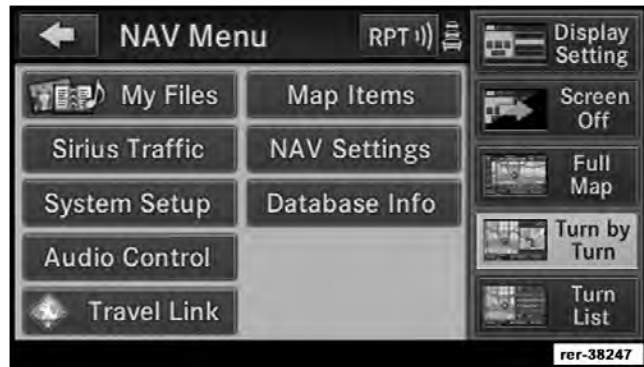 NAV Menu
RPT
My Files
Map Items
Sirius Traffic
NAV Settings
System Setup
Database Info
Audio Control
Travel Link
Display
Setting
Screen
Off
Full
Map
Turn by
Turn
Turn
List
rer-38247